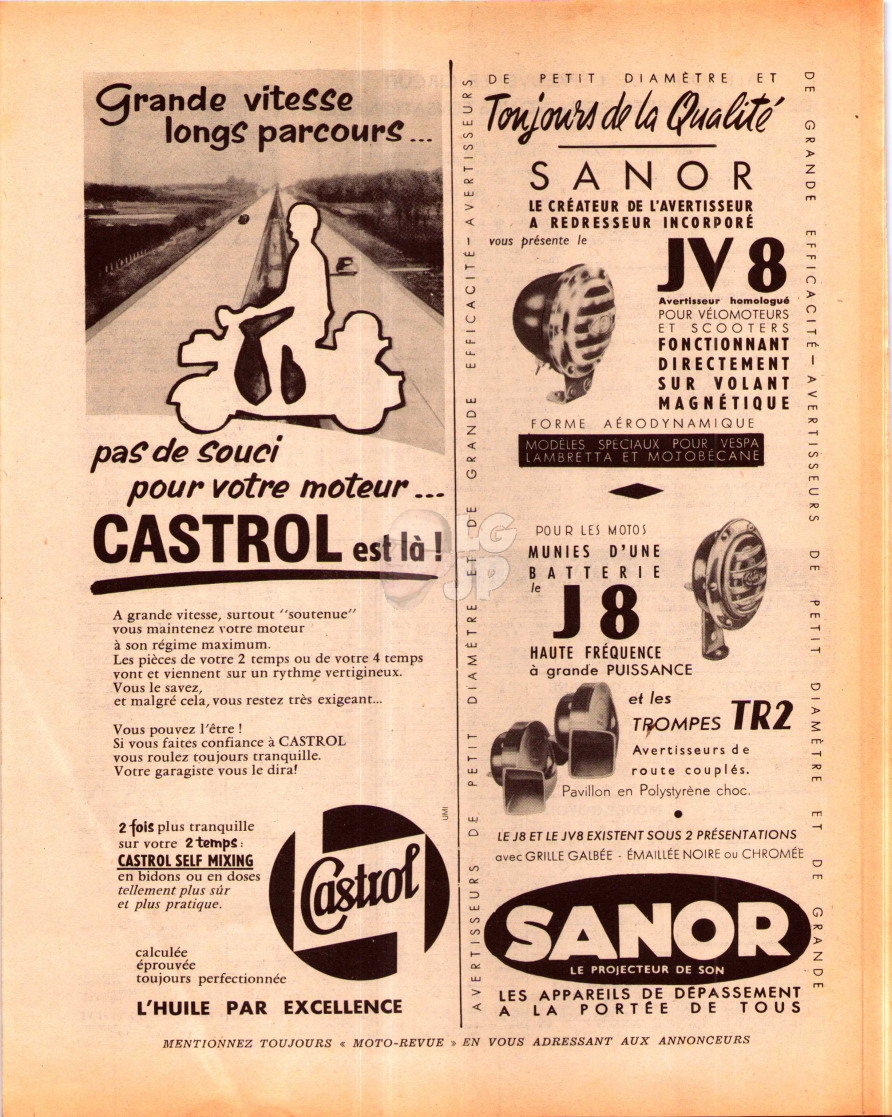 Grande vitesse
longs parcours...
pas de souci
pour votre moteur...
CASTROL est là !
A grande vitesse, surtout "soutenue"
vous maintenez votre moteur
à son régime maximum.
Les pièces de votre 2 temps ou de votre 4 temps
vont et viennent sur un rythme vertigineux.
Vous le savez,
et malgré cela, vous restez très exigeant...
Vous pouvez l'être !
Si vous faites confiance à CASTROL
vous roulez toujours tranquille.
Votre garagiste vous le dira!
UMI
2 fois plus tranquille
sur votre 2 temps :
CASTROL SELF MIXING
en bidons ou en doses
tellement plus sûr
et plus pratique.
Castrol
calculée
éprouvée
toujours perfectionnée
L'HUILE PAR EXCELLENCE
AVERTISSEURS DE PETIT DIAMÈTRE ET DE GRANDE EFFICACITÉ - AVERTISSEURS
DE PETIT DIAMÈTRE ET
DE GRANDE EFFICACITÉ - AVERTISSEURS DE PETIT DIAMÈTRE ET DE GRANDE
Toujours de la Qualité
SANOR
LE CRÉATEUR DE L'AVERTISSEUR
A REDRESSEUR INCORPORÉ
vous présente le
JV8
Avertisseur homologué
POUR VÉLOMOTEURS
ET SCOOTERS
FONCTIONNANT
DIRECTEMENT
SUR VOLANT
MAGNÉTIQUE
FORME AÉRODYNAMIQUE
MODÈLES SPECIAUX POUR VESPA
LAMBRETTA ET MOTOBÉCANE
POUR LES MOTOS
MUNIES D'UNE
BATTERIE
le
J8
HAUTE FRÉQUENCE
à grande PUISSANCE
et les
TROMPES TR2
Avertisseurs de
route couplés.
Pavillon en Polystyrène choc.
LE J8 ET LE JV8 EXISTENT SOUS 2 PRÉSENTATIONS
avec GRILLE GALBÉE - ÉMAILLÉE NOIRE ou CHROMÉE
SANOR
LE PROJECTEUR DE SON
LES APPAREILS DE DÉPASSEMENT
A LA PORTÉE DE TOUS
MENTIONNEZ TOUJOURS « MOTO-REVUE » EN VOUS ADRESSANT AUX ANNONCEURS
LG
JP